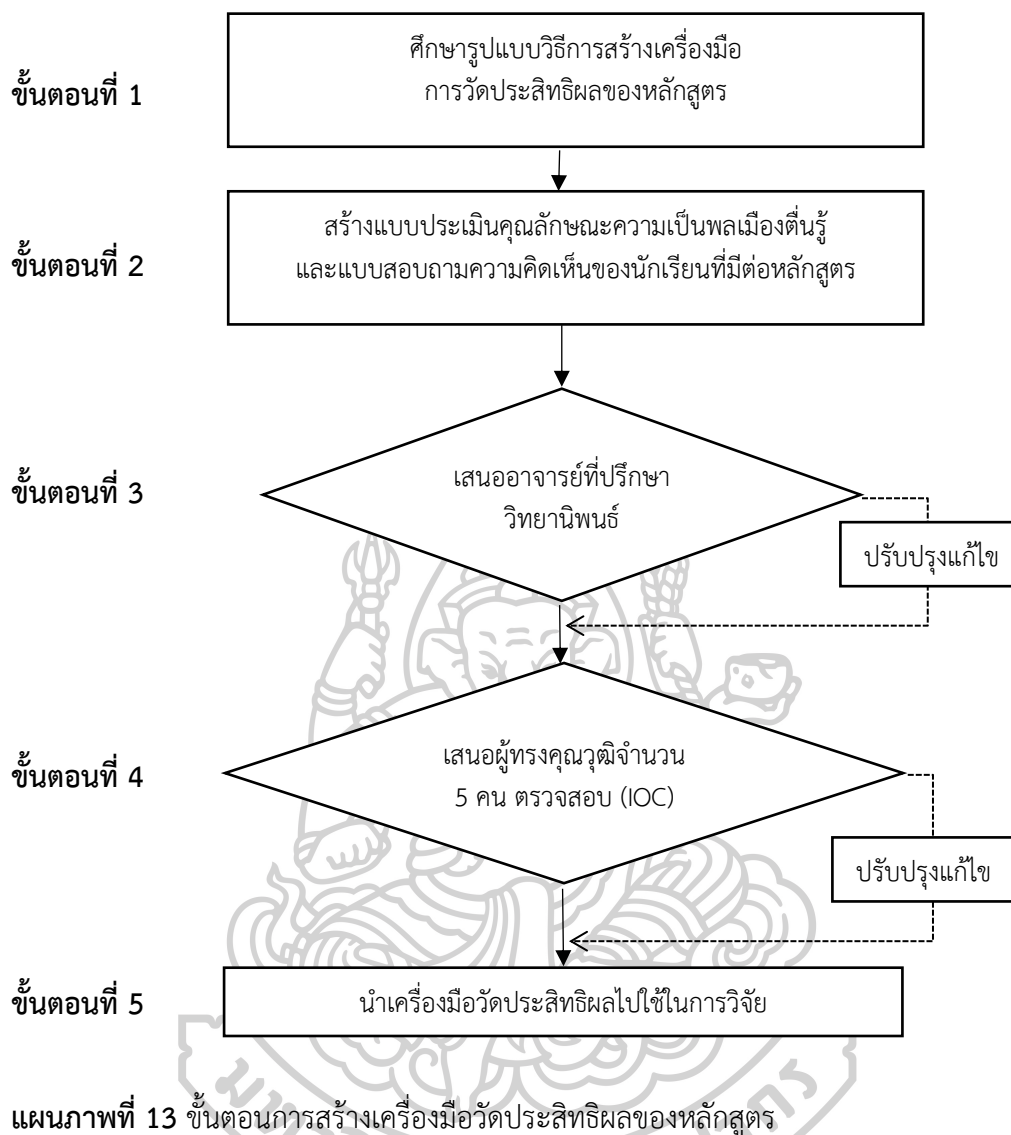 ขั้นตอนที่ 1
ศึกษารูปแบบวิธีการสร้างเครื่องมือ
การวัดประสิทธิผลของหลักสูตร
ขั้นตอนที่ 2
สร้างแบบประเมินคุณลักษณะความเป็นพลเมืองตื่นรู้
และแบบสอบถามความคิดเห็นของนักเรียนที่มีต่อหลักสูตร
ขั้นตอนที่ 3
เสนออาจารย์ที่ปรึกษา
วิทยานิพนธ์
ปรับปรุงแก้ไข
ขั้นตอนที่ 4
เสนอผู้ทรงคุณวุฒิจำนวน
5 คน ตรวจสอบ (IOC)
ปรับปรุงแก้ไข
ขั้นตอนที่ 5
นำเครื่องมือวัดประสิทธิผลไปใช้ในการวิจัย
แผนภาพที่ 13 ขั้นตอนการสร้างเครื่องมือวัดประสิทธิผลของหลักสูตร